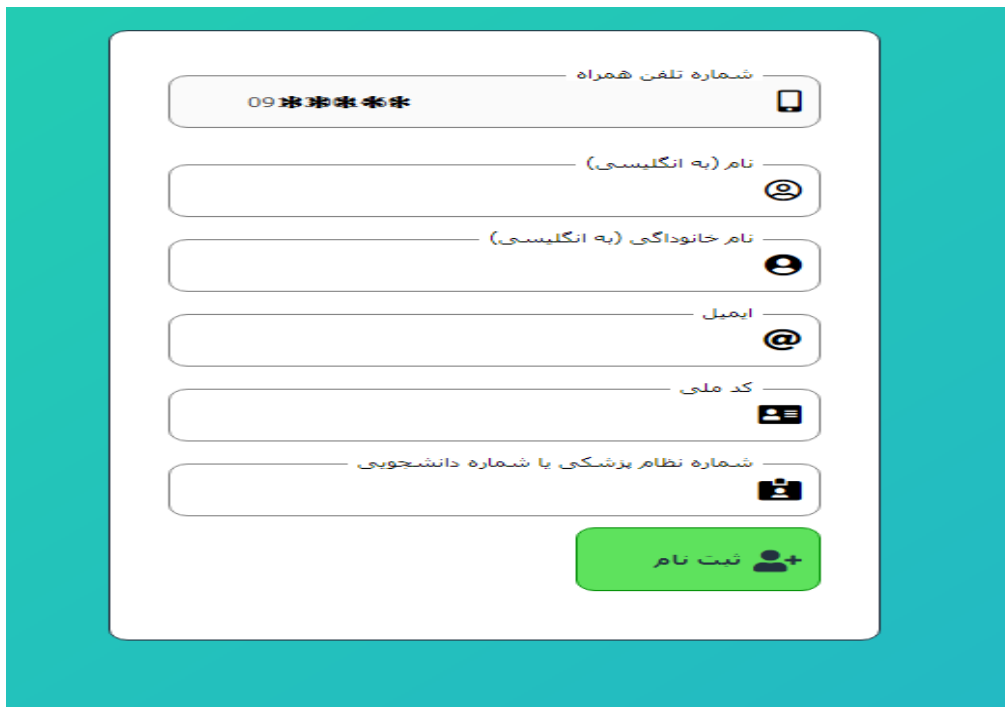 شماره تلفن همراه
09*****
نام (به انگلیسی)
نام خانوداگی (به انگلیسی)
ایمیل
@
کد ملی
شماره نظام پزشکی یا شماره دانشجویی
ثبت نام